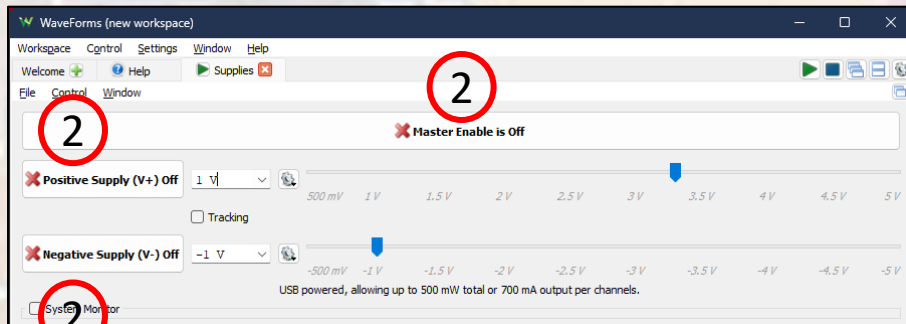 WaveForms (new workspace)
Workspace Control Settings Window Help
Welcome Help Supplies
File Control Window
2
2
Master Enable is Off
Positive Supply (V+) Off 1 V
500 mV 1 V 1.5 V 2 V 2.5 V 3 V 3.5 V 4 V 4.5 V 5 V
Tracking
Negative Supply (V-) Off -1 V
-500 mV -1 V -1.5 V -2 V -2.5 V -3 V -3.5 V -4 V -4.5 V -5 V
USB powered, allowing up to 500 mW total or 700 mA output per channels.
System Monitor
2